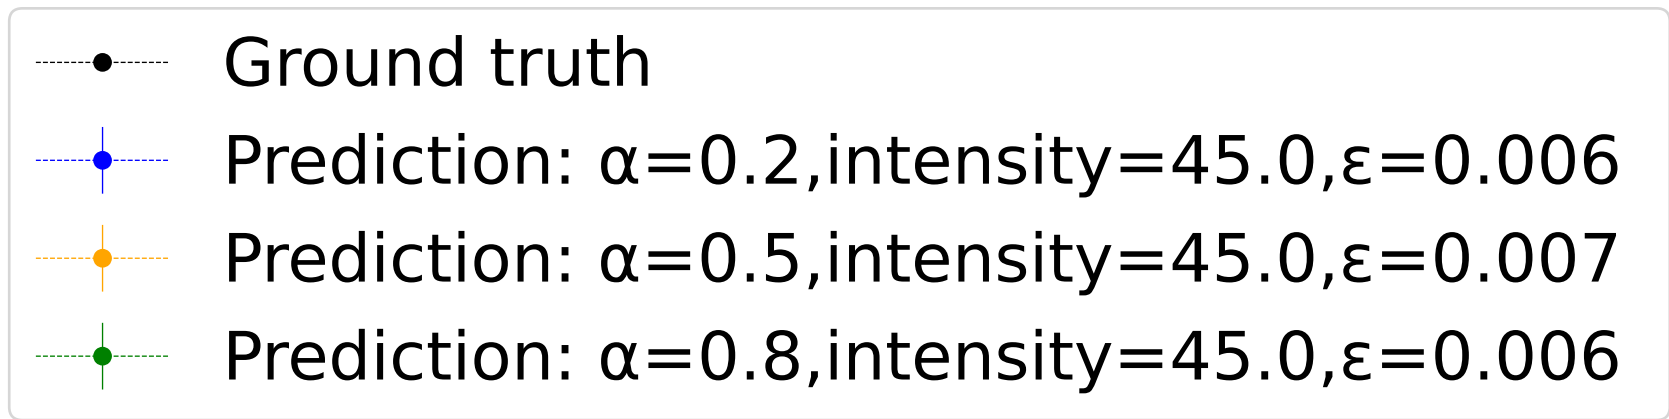 Ground truth
Prediction: α=0.2,intensity=45.0,ε=0.006
Prediction: α=0.5,intensity=45.0,ε=0.007
Prediction: α=0.8,intensity=45.0,ε=0.006